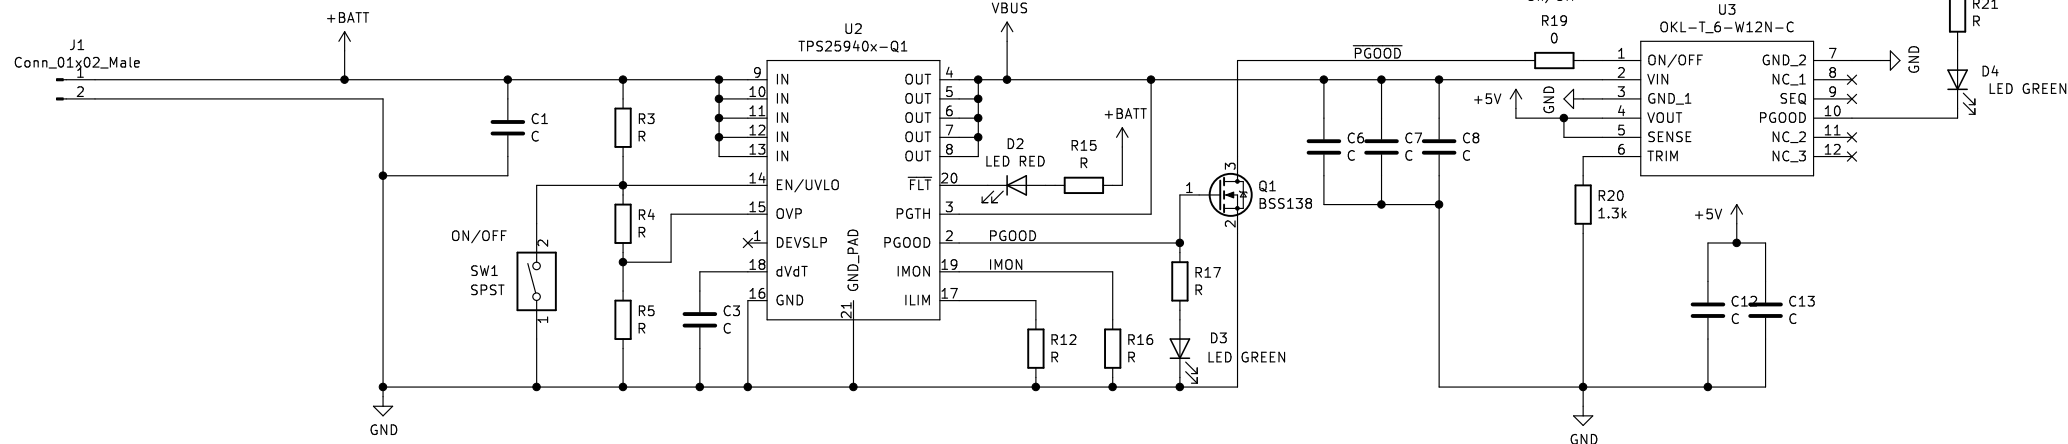 J1
Conn_01x02_Male
1
2
+BATT
C1
C
ON/OFF
SW1
SPST
2
1
R3
R
R4
R
R5
R
C3
C
GND
U2
TPS25940x-Q1
9 IN
10 IN
11 IN
12 IN
13 IN
14 EN/UVLO
15 OVP
1 DEVSLP
18 dVdT
16 GND
GND_PAD
21
OUT 4
OUT 5
OUT 6
OUT 7
OUT 8
FLT 20
PGTH 3
PGOOD 2
IMON 19
ILIM 17
VBUS
D2
LED RED
R15
R
+BATT
PGOOD
IMON
R12
R
R16
R
R17
R
D3
LED GREEN
1
3
2
Q1
BSS138
PGOOD
C6
C
C7
C
C8
C
R19
0
+5V
GND
U3
OKL-T_6-W12N-C
1 ON/OFF
2 VIN
3 GND_1
4 VOUT
5 SENSE
6 TRIM
GND_2 7
NC_1 8
SEQ 9
PGOOD 10
NC_2 11
NC_3 12
GND
R21
R
D4
LED GREEN
R20
1.3k
+5V
C12
C
C13
C
GND